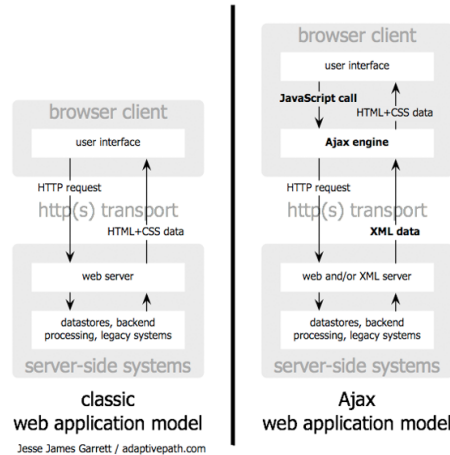 browser client
user interface
HTTP request
http(s) transport
HTML+CSS data
web server
datastores, backend
processing, legacy systems
server-side systems
classic
web application model
Jesse James Garrett / adaptivepath.com
browser client
user interface
JavaScript call
HTML+CSS data
Ajax engine
HTTP request
http(s) transport
XML data
web and/or XML server
datastores, backend
processing, legacy systems
server-side systems
Ajax
web application model